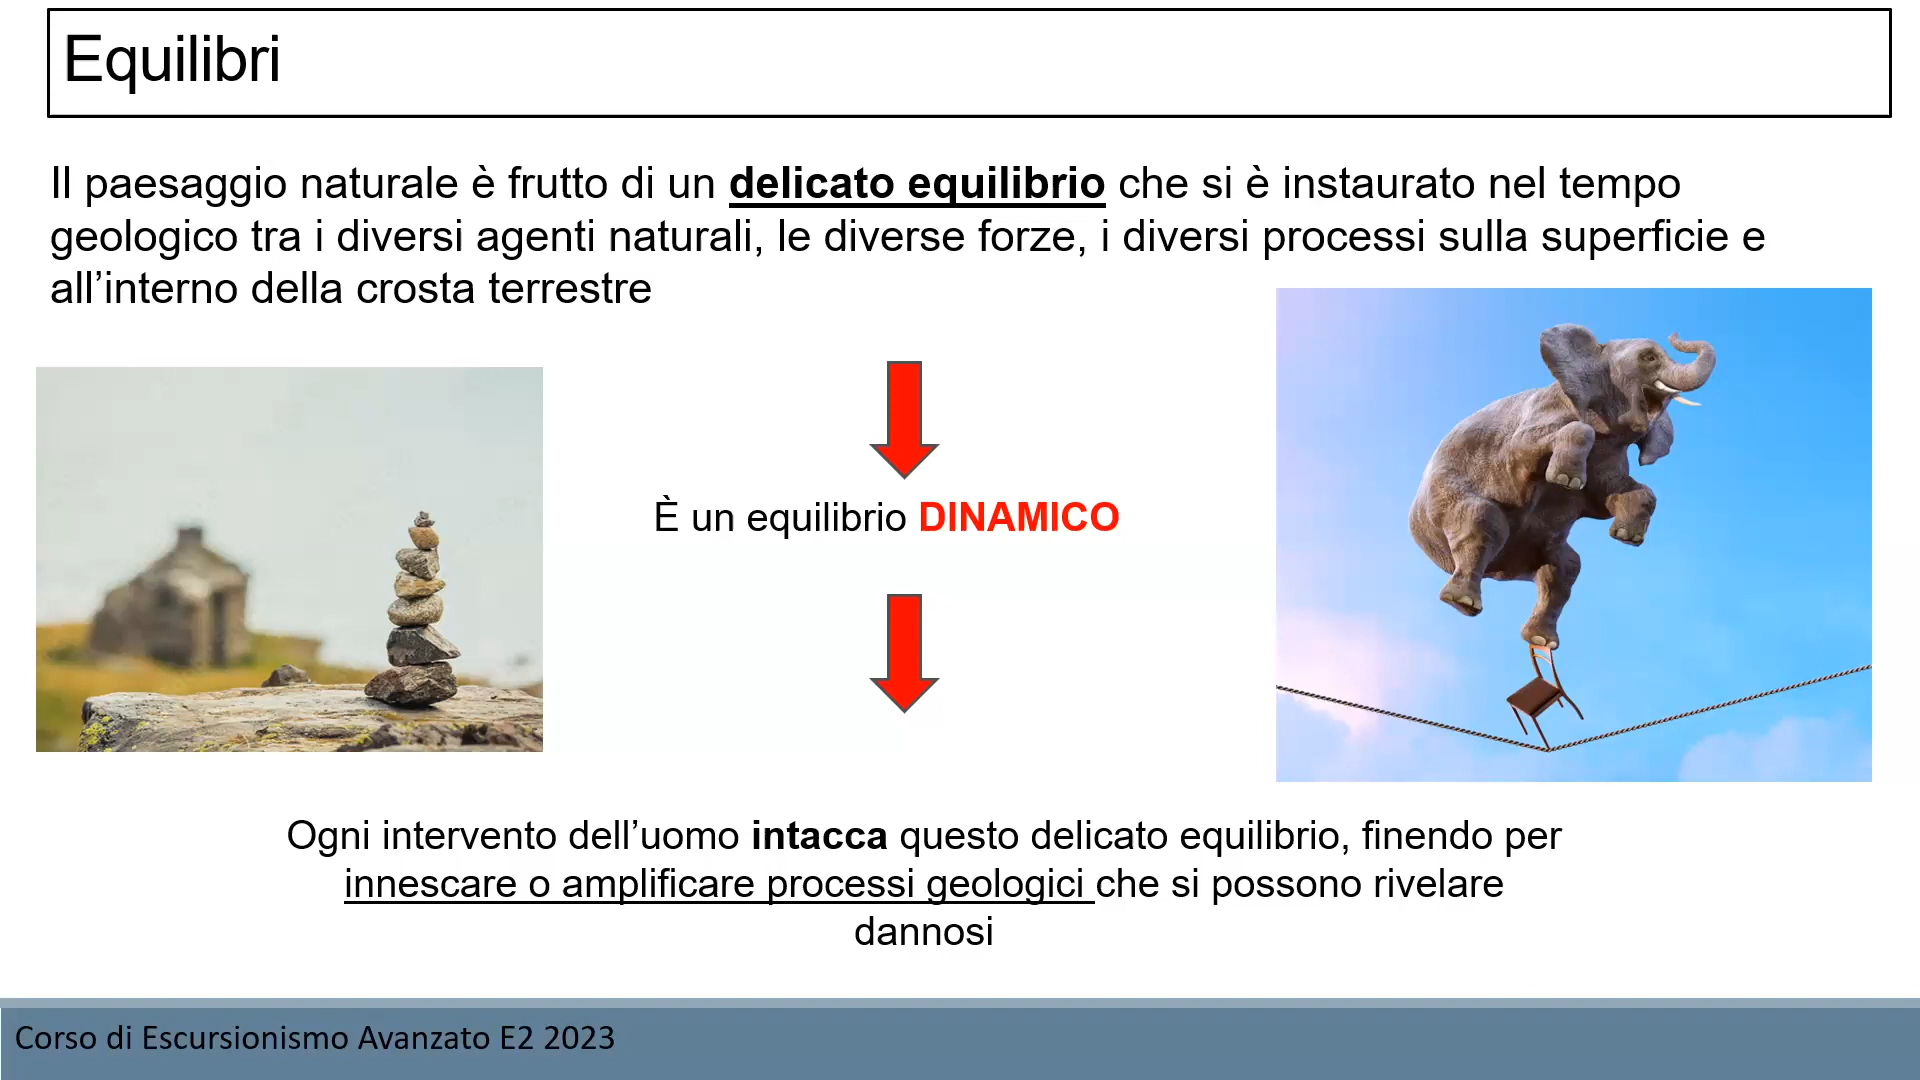 Equilibri
Il paesaggio naturale è frutto di un delicato equilibrio che si è instaurato nel tempo
geologico tra i diversi agenti naturali, le diverse forze, i diversi processi sulla superficie e
all’interno della crosta terrestre
È un equilibrio DINAMICO
Ogni intervento dell’uomo intacca questo delicato equilibrio, finendo per
innescare o amplificare processi geologici che si possono rivelare
dannosi
Corso di Escursionismo Avanzato E2 2023